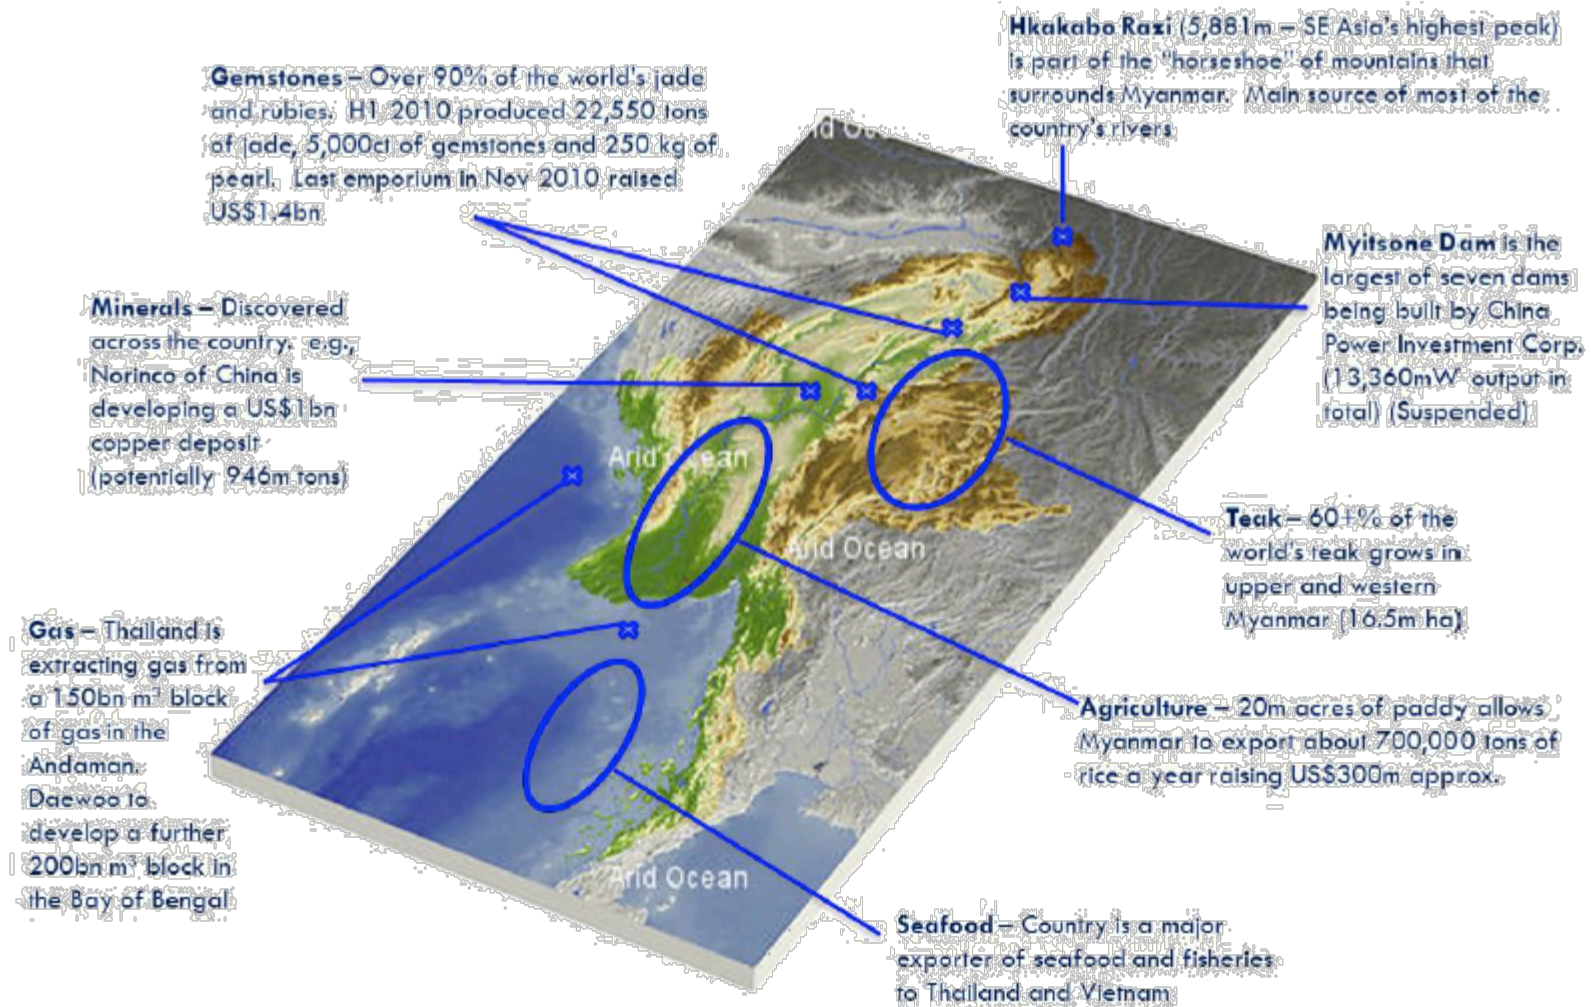 Hkakabo Razi (5,881m – SE Asia's highest peak)
is part of the "horseshoe" of mountains that
surrounds Myanmar. Main source of most of the
country's rivers
Gemstones – Over 90% of the world's jade
and rubies. H1 2010 produced 22,550 tons
of jade, 5,000ct of gemstones and 250 kg of
pearl. Last emporium in Nov 2010 raised
US$1.4bn
Myitsone Dam is the
largest of seven dams
being built by China
Power Investment Corp.
(13,360mW output in
total) (Suspended)
Minerals – Discovered
across the country. e.g.,
Norinco of China is
developing a US$1bn
copper deposit
(potentially 946m tons)
Arid Ocean
Arid Ocean
Teak – 60+% of the
world's teak grows in
upper and western
Myanmar (16.5m ha)
Gas – Thailand is
extracting gas from
a 150bn m³ block
of gas in the
Andaman.
Daewoo to
develop a further
200bn m³ block in
the Bay of Bengal
Agriculture – 20m acres of paddy allows
Myanmar to export about 700,000 tons of
rice a year raising US$300m approx.
Arid Ocean
Seafood – Country is a major
exporter of seafood and fisheries
to Thailand and Vietnam